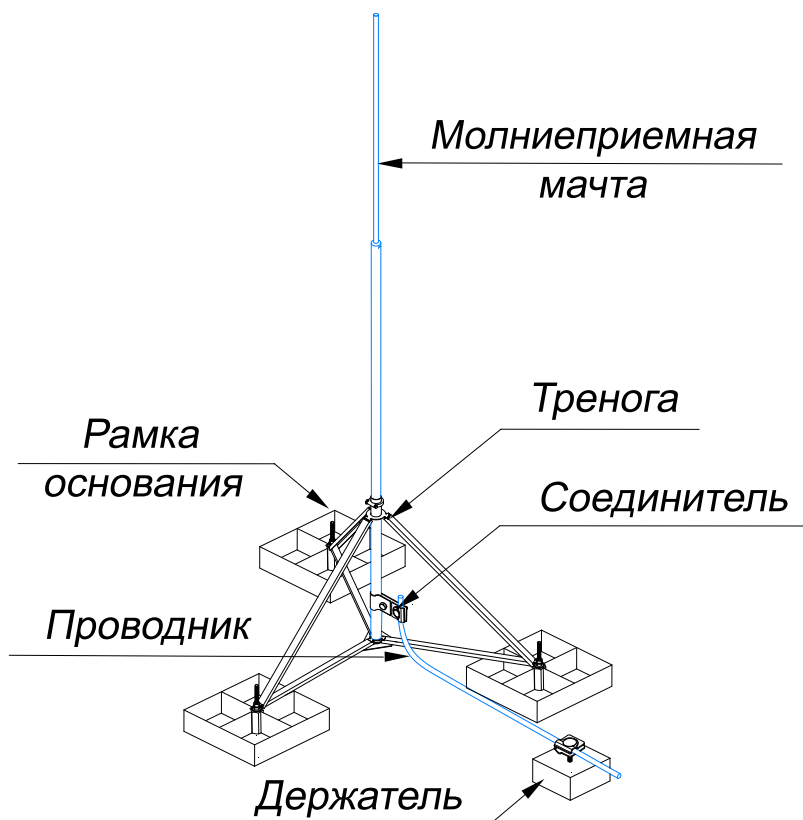 Молниеприемная
мачта
Тренога
Рамка
основания
Соединитель
Проводник
Держатель